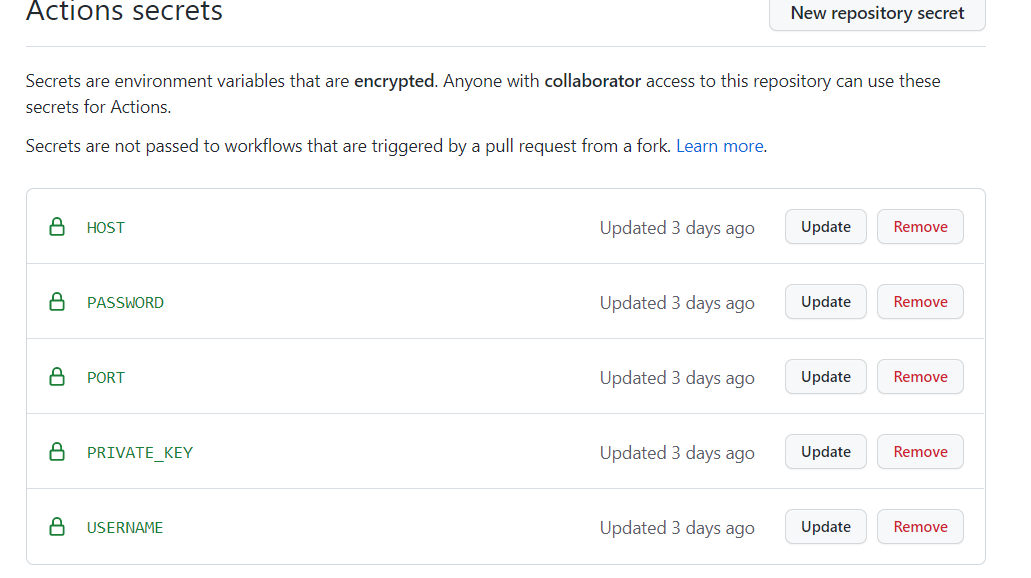 Actions secrets
New repository secret
Secrets are environment variables that are encrypted. Anyone with collaborator access to this repository can use these
secrets for Actions.
Secrets are not passed to workflows that are triggered by a pull request from a fork. Learn more.
HOST Updated 3 days ago Update Remove
PASSWORD Updated 3 days ago Update Remove
PORT Updated 3 days ago Update Remove
PRIVATE_KEY Updated 3 days ago Update Remove
USERNAME Updated 3 days ago Update Remove